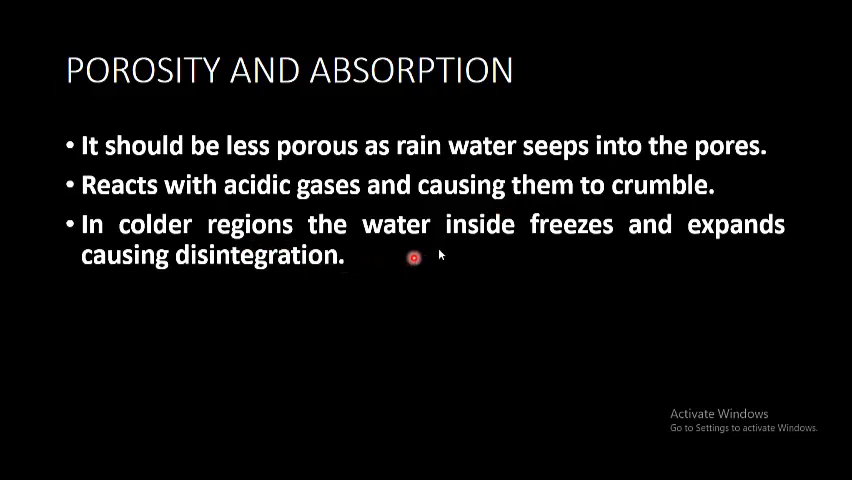 POROSITY AND ABSORPTION
• It should be less porous as rain water seeps into the pores.
• Reacts with acidic gases and causing them to crumble.
• In colder regions the water inside freezes and expands
causing disintegration.
Activate Windows
Go to Settings to activate Windows.